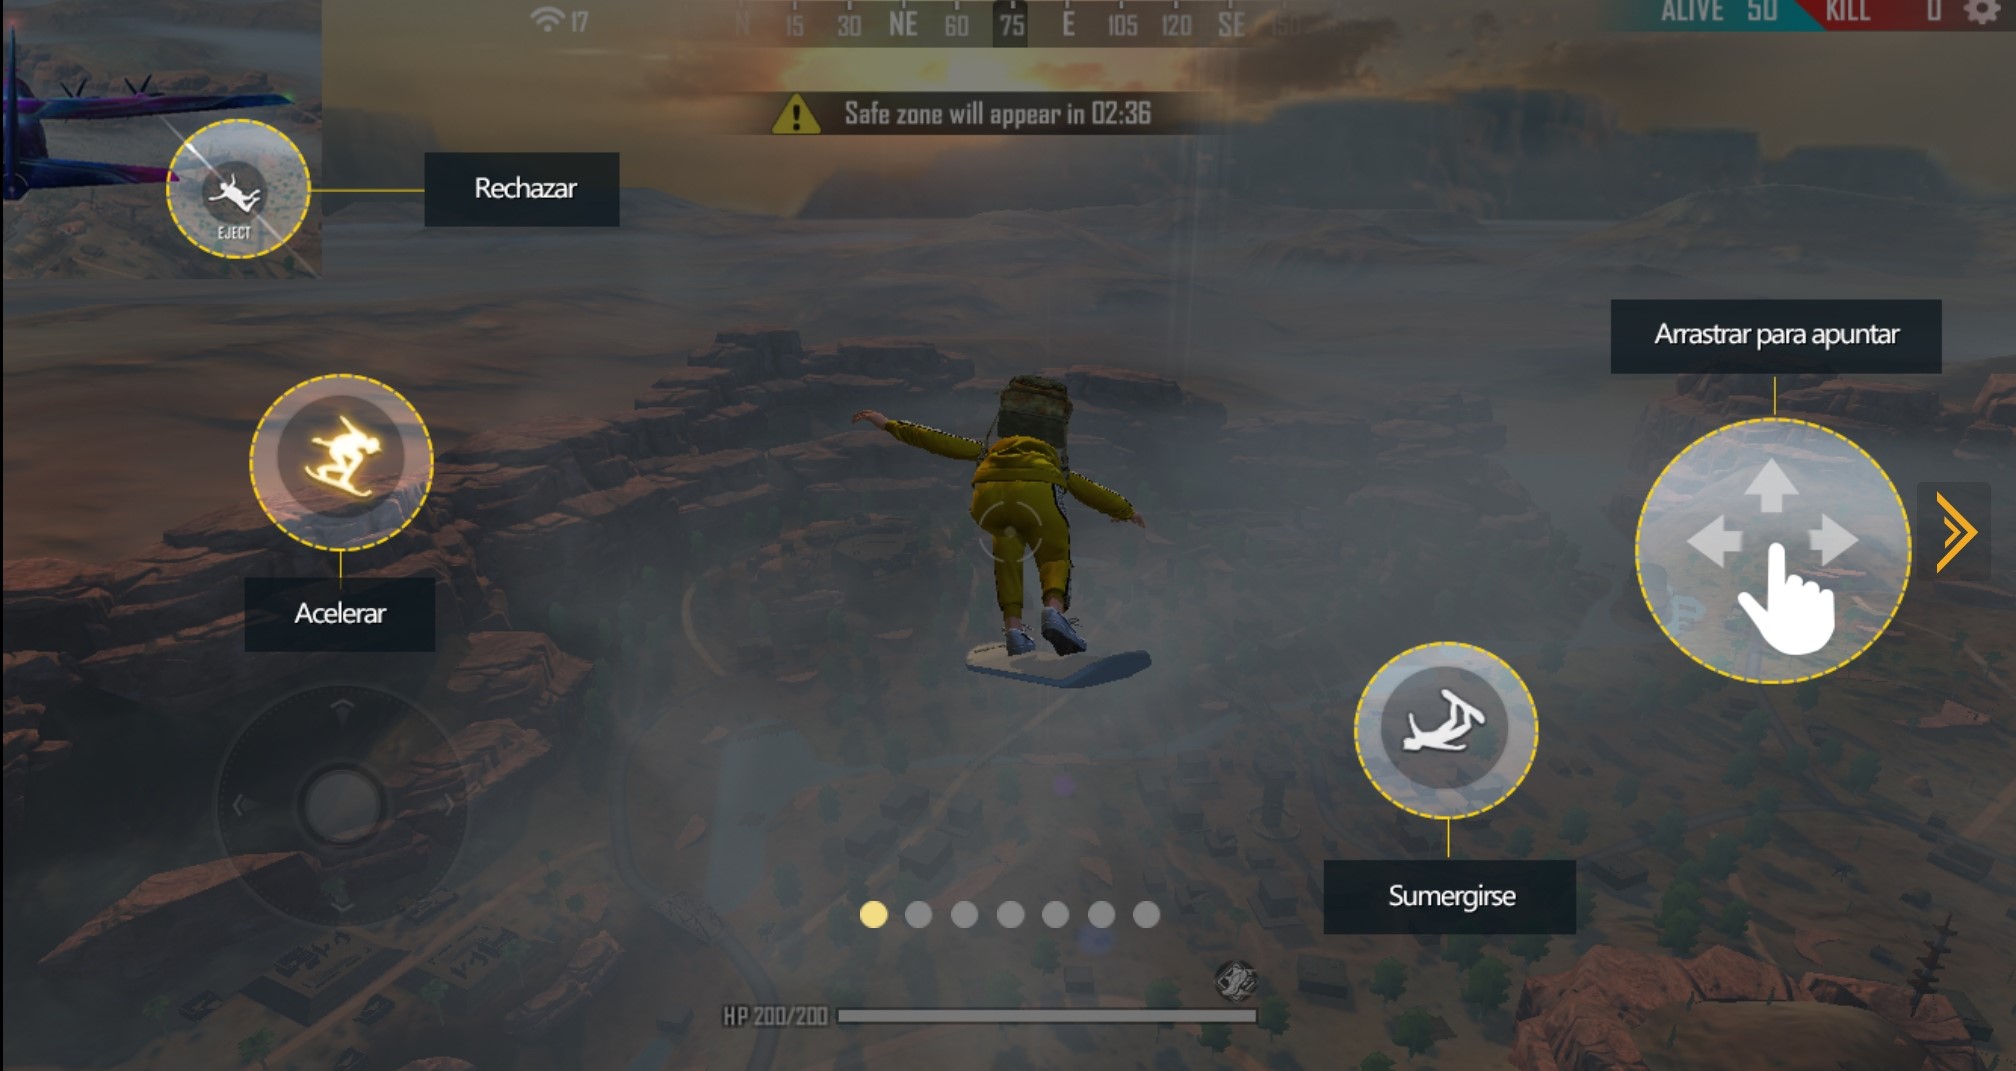 17
N 15 30 NE 60 75 E 105 120 SE 150
ALIVE 50 KILL 0
Safe zone will appear in 02:36
Rechazar
EJECT
Arrastrar para apuntar
Acelerar
Sumergirse
HP 200/200